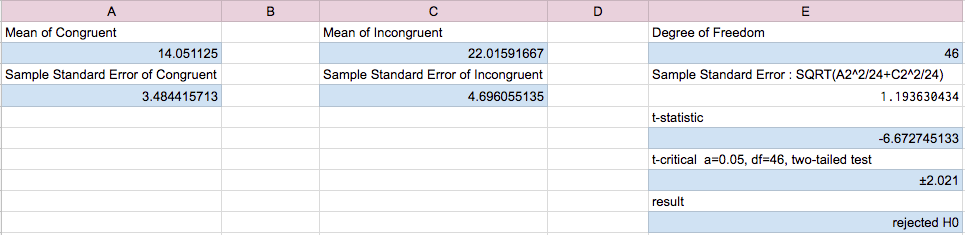 A B C D E
Mean of Congruent Mean of Incongruent Degree of Freedom
14.051125 22.01591667 46
Sample Standard Error of Congruent Sample Standard Error of Incongruent Sample Standard Error : SQRT(A2^2/24+C2^2/24)
3.484415713 4.696055135 1.193630434
t-statistic
-6.672745133
t-critical a=0.05, df=46, two-tailed test
±2.021
result
rejected H0